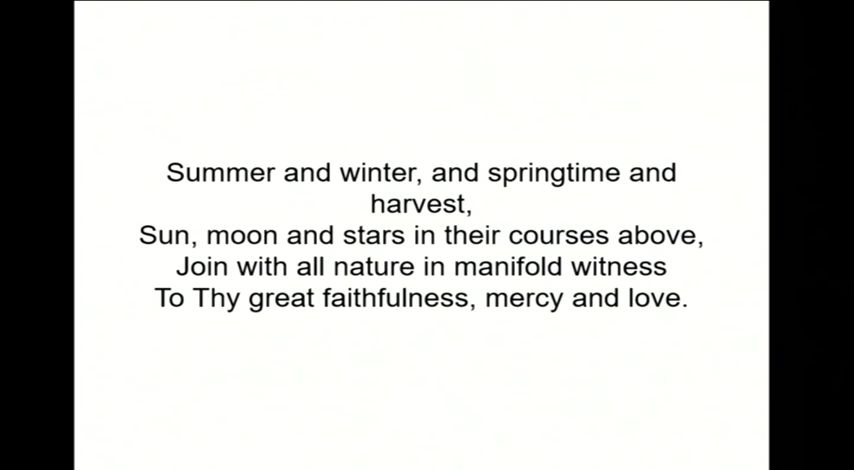 Summer and winter, and springtime and
harvest,
Sun, moon and stars in their courses above,
Join with all nature in manifold witness
To Thy great faithfulness, mercy and love.